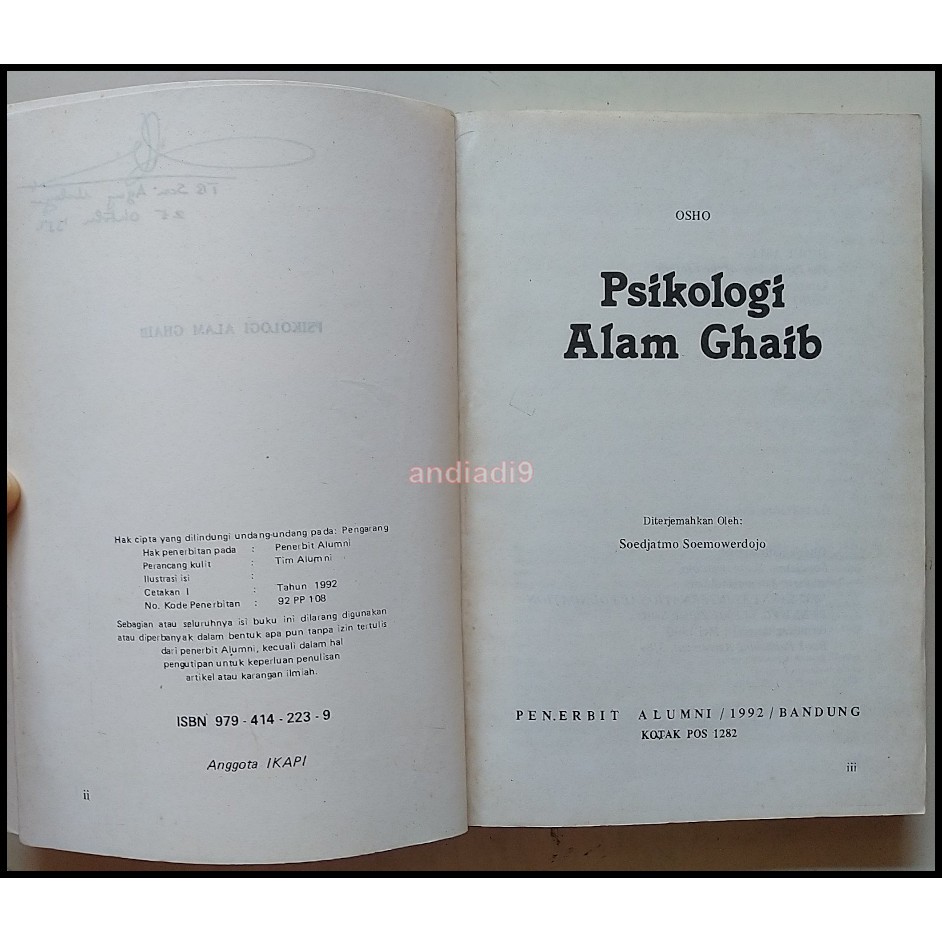 PSIKOLOGI ALAM GHAIB
Hak cipta yang dilindungi undang-undang pada: Pengarang
Hak penerbitan pada : Penerbit Alumni
Perancang kulit : Tim Alumni
Ilustrasi isi :
Cetakan I : Tahun 1992
No. Kode Penerbitan : 92 PP 108
Sebagian atau seluruhnya isi buku ini dilarang digunakan
atau diperbanyak dalam bentuk apa pun tanpa izin tertulis
dari penerbit Alumni, kecuali dalam hal
pengutipan untuk keperluan penulisan
artikel atau karangan ilmiah.
ISBN 979 - 414 - 223 - 9
Anggota IKAPI
ii
andiadi9
OSHO
Psikologi
Alam Ghaib
Diterjemahkan Oleh:
Soedjatmo Soemowerdojo
PEN.ERBIT ALUMNI / 1992 / BANDUNG
KOTAK POS 1282
iii